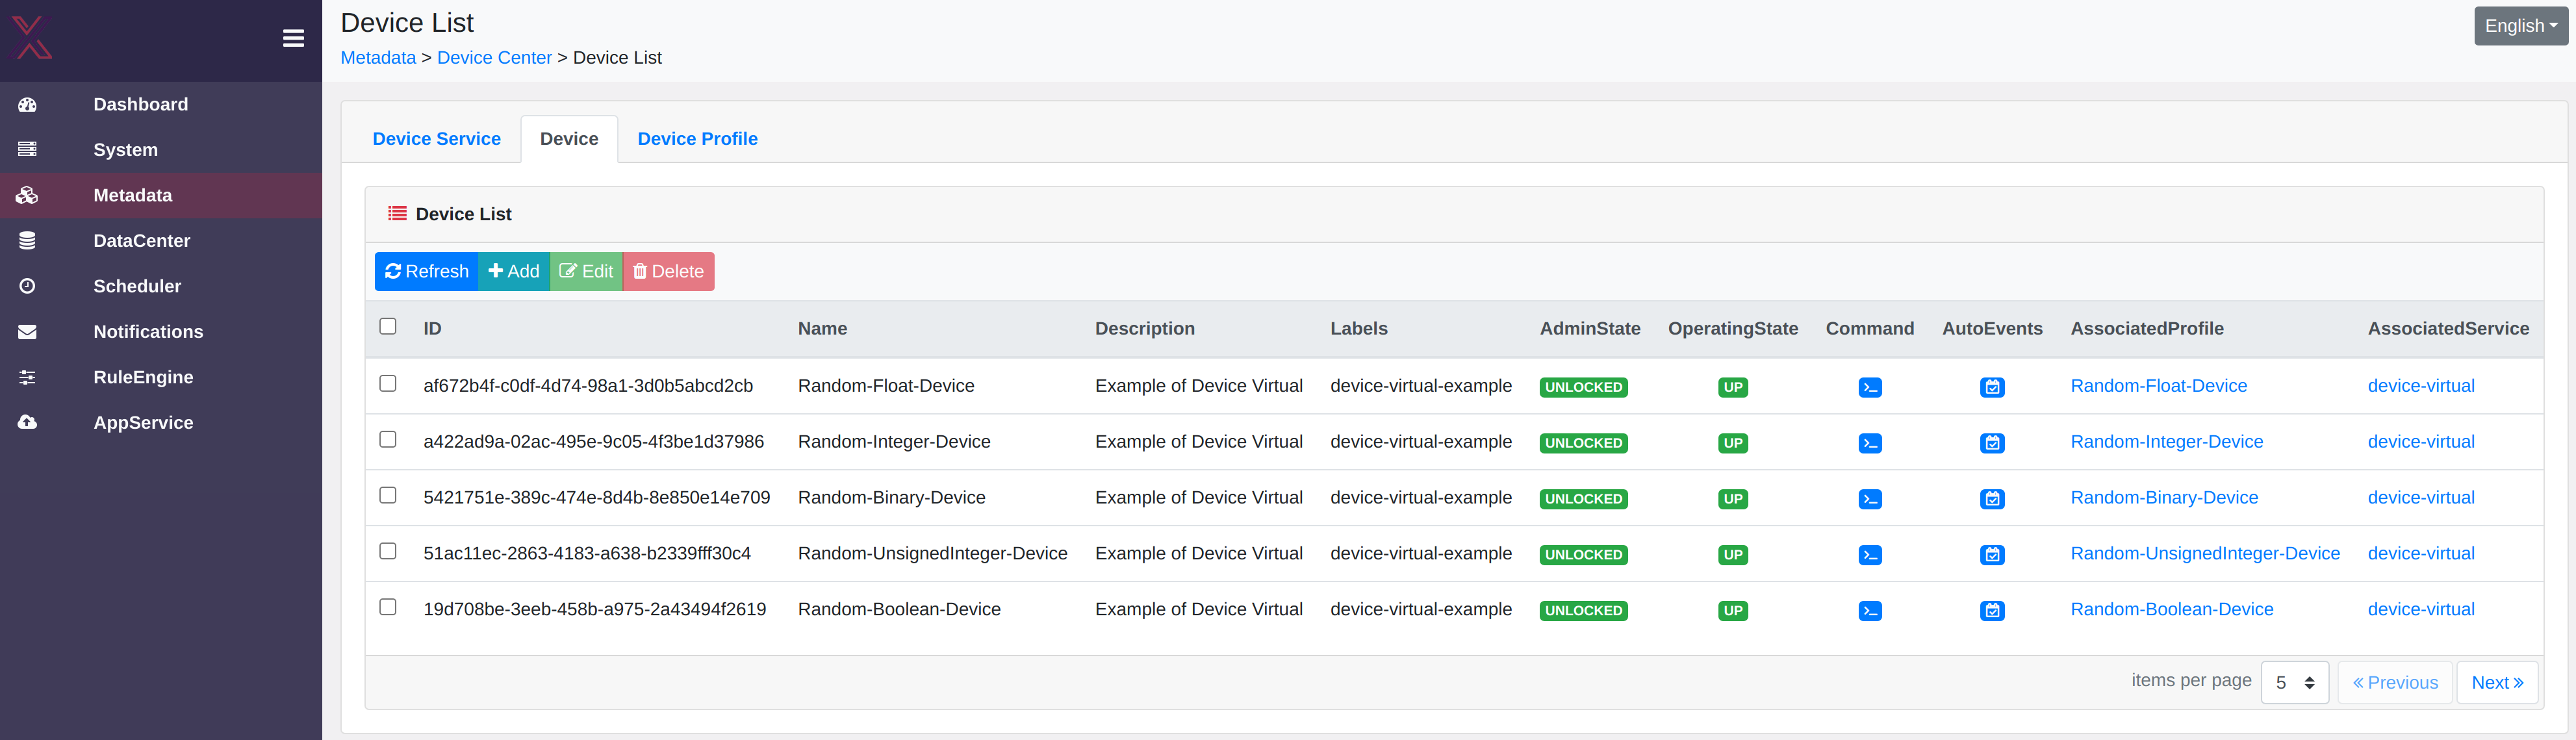 Device List
English
Metadata > Device Center > Device List
Dashboard
System
Metadata
DataCenter
Scheduler
Notifications
RuleEngine
AppService
Device Service Device Device Profile
Device List
Refresh Add Edit Delete
ID Name Description Labels AdminState OperatingState Command AutoEvents AssociatedProfile AssociatedService
af672b4f-c0df-4d74-98a1-3d0b5abcd2cb Random-Float-Device Example of Device Virtual device-virtual-example UNLOCKED UP Random-Float-Device device-virtual
a422ad9a-02ac-495e-9c05-4f3be1d37986 Random-Integer-Device Example of Device Virtual device-virtual-example UNLOCKED UP Random-Integer-Device device-virtual
5421751e-389c-474e-8d4b-8e850e14e709 Random-Binary-Device Example of Device Virtual device-virtual-example UNLOCKED UP Random-Binary-Device device-virtual
51ac11ec-2863-4183-a638-b2339fff30c4 Random-UnsignedInteger-Device Example of Device Virtual device-virtual-example UNLOCKED UP Random-UnsignedInteger-Device device-virtual
19d708be-3eeb-458b-a975-2a43494f2619 Random-Boolean-Device Example of Device Virtual device-virtual-example UNLOCKED UP Random-Boolean-Device device-virtual
items per page 5 « Previous Next »